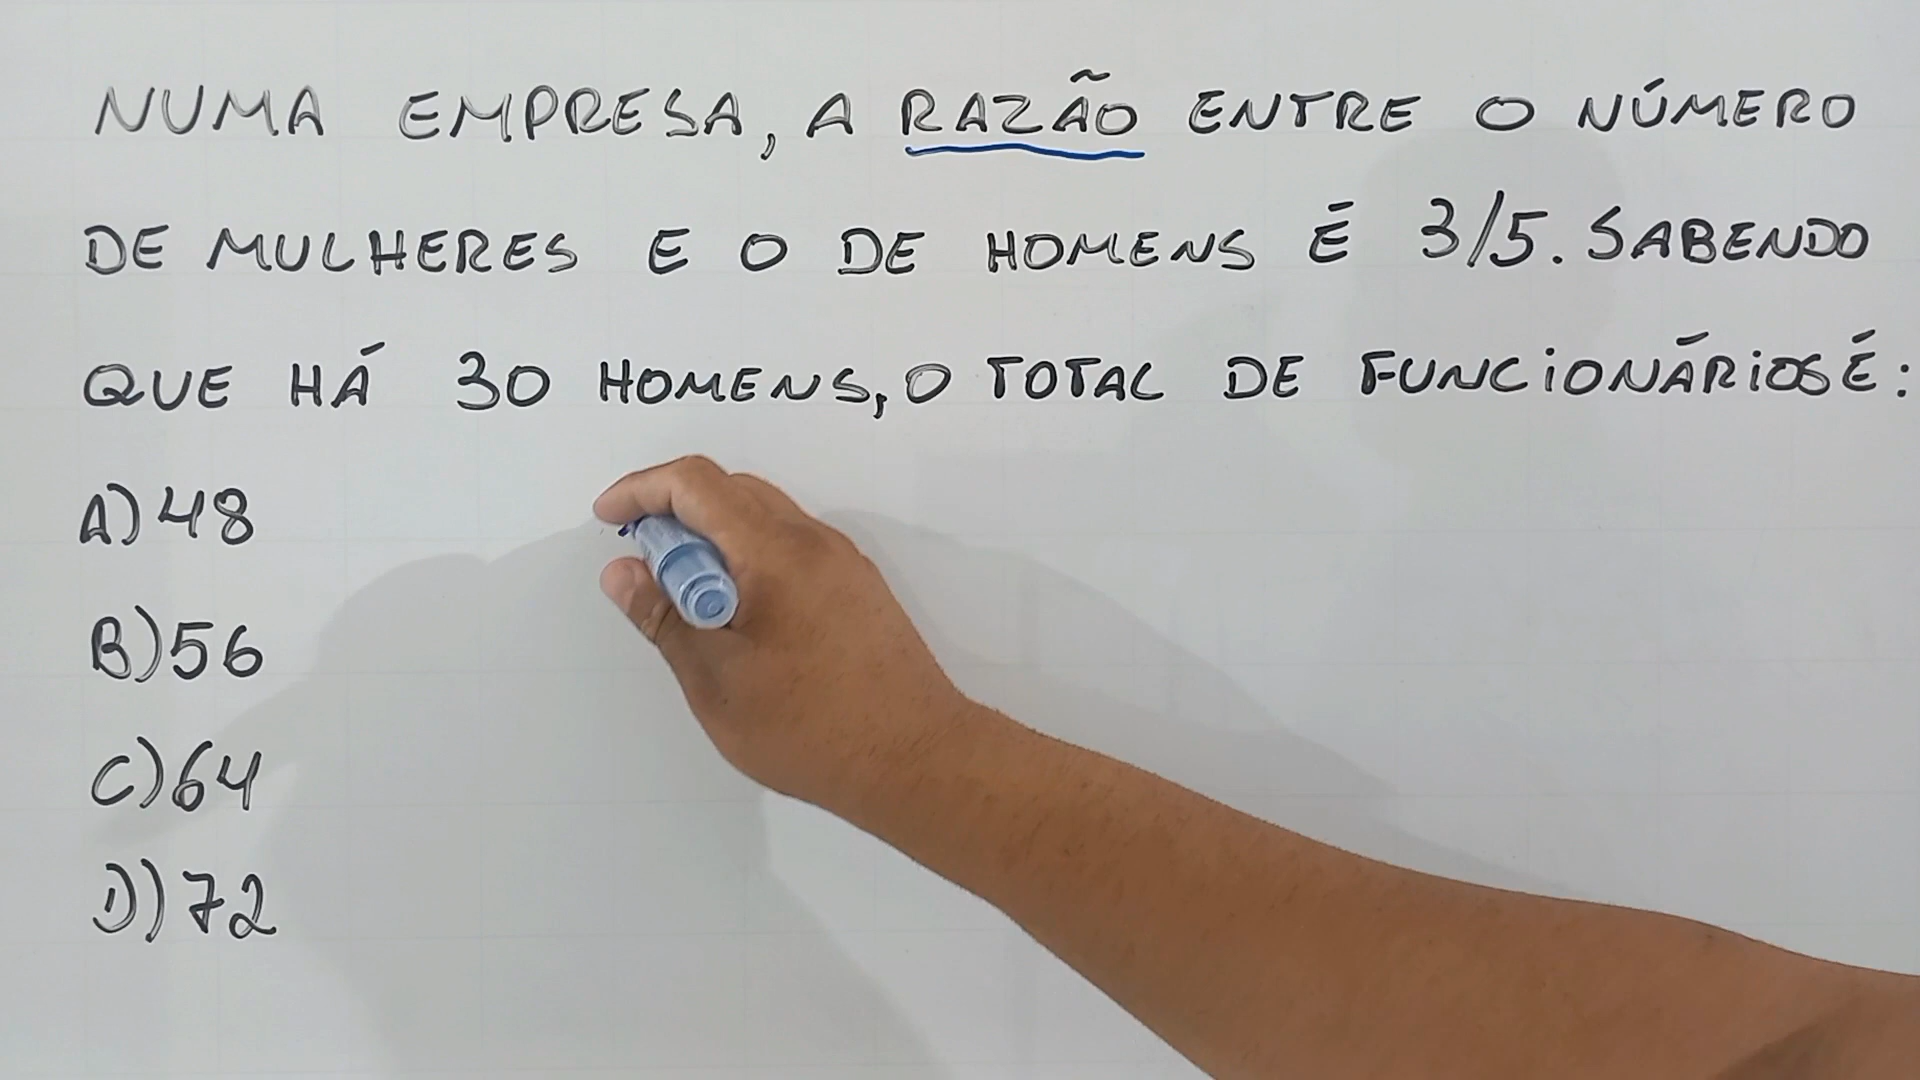 NUMA EMPRESA, A RAZÃO ENTRE O NÚMERO
DE MULHERES E O DE HOMENS É 3/5. SABENDO
QUE HÁ 30 HOMENS, O TOTAL DE FUNCIONÁRIOS É:
A) 48
B) 56
C) 64
D) 72